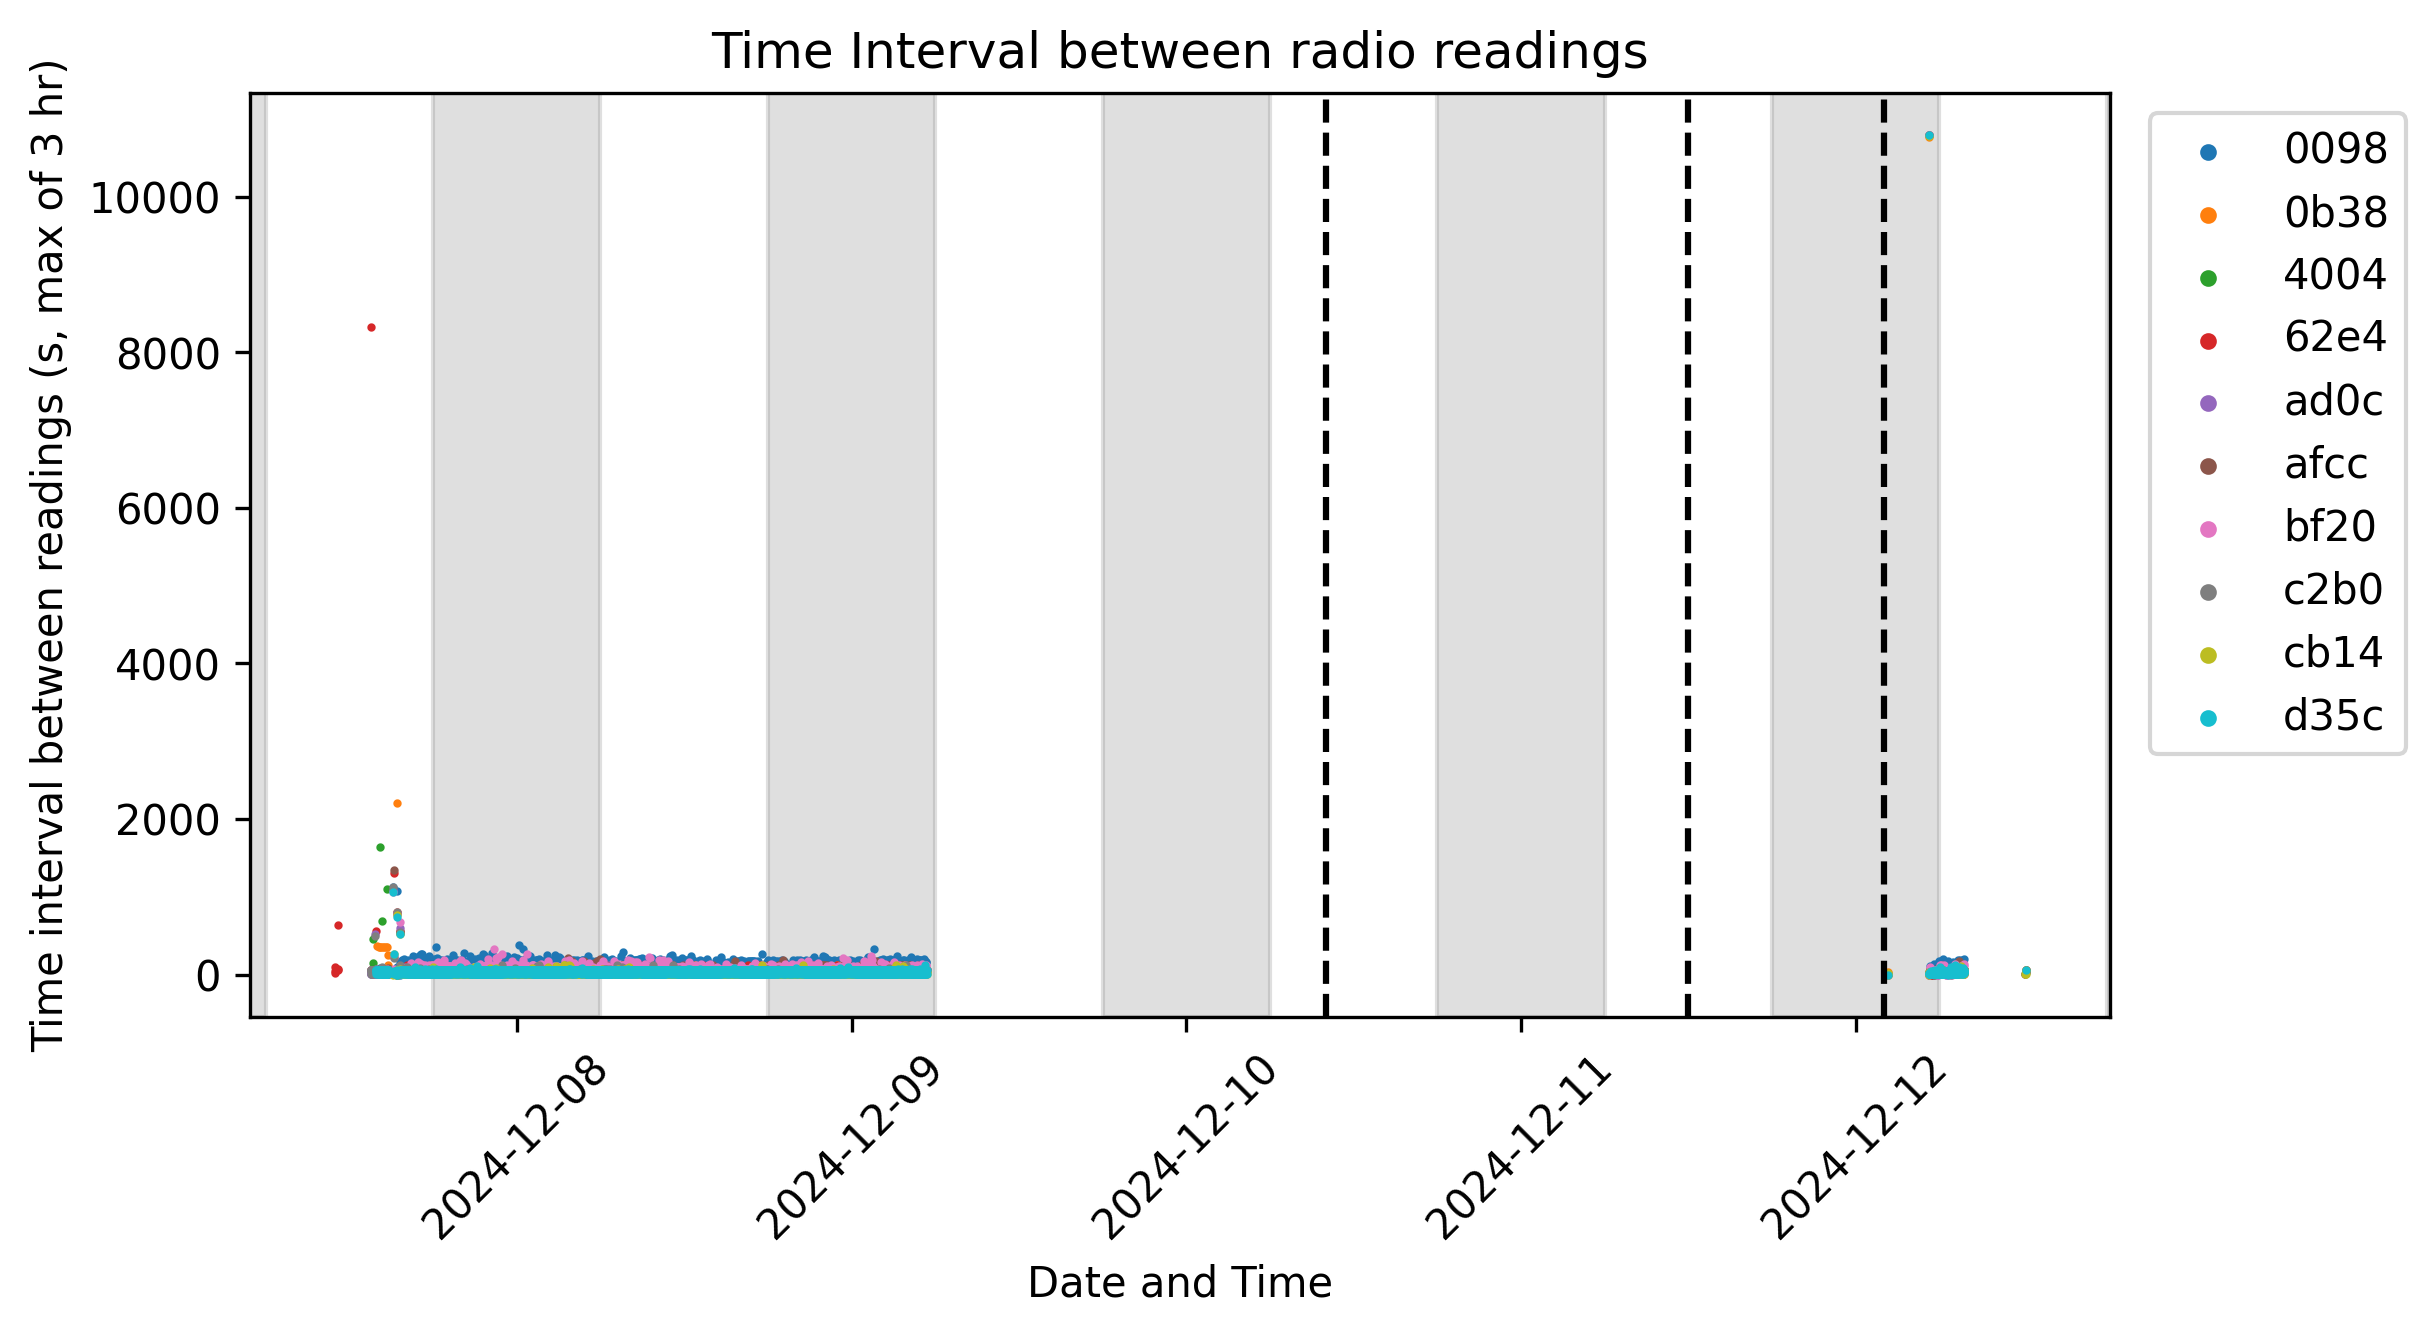 Time Interval between radio readings
Time interval between readings (s, max of 3 hr)
10000
8000
6000
4000
2000
0
2024-12-08
2024-12-09
2024-12-10
2024-12-11
2024-12-12
Date and Time
0098
0b38
4004
62e4
ad0c
afcc
bf20
c2b0
cb14
d35c